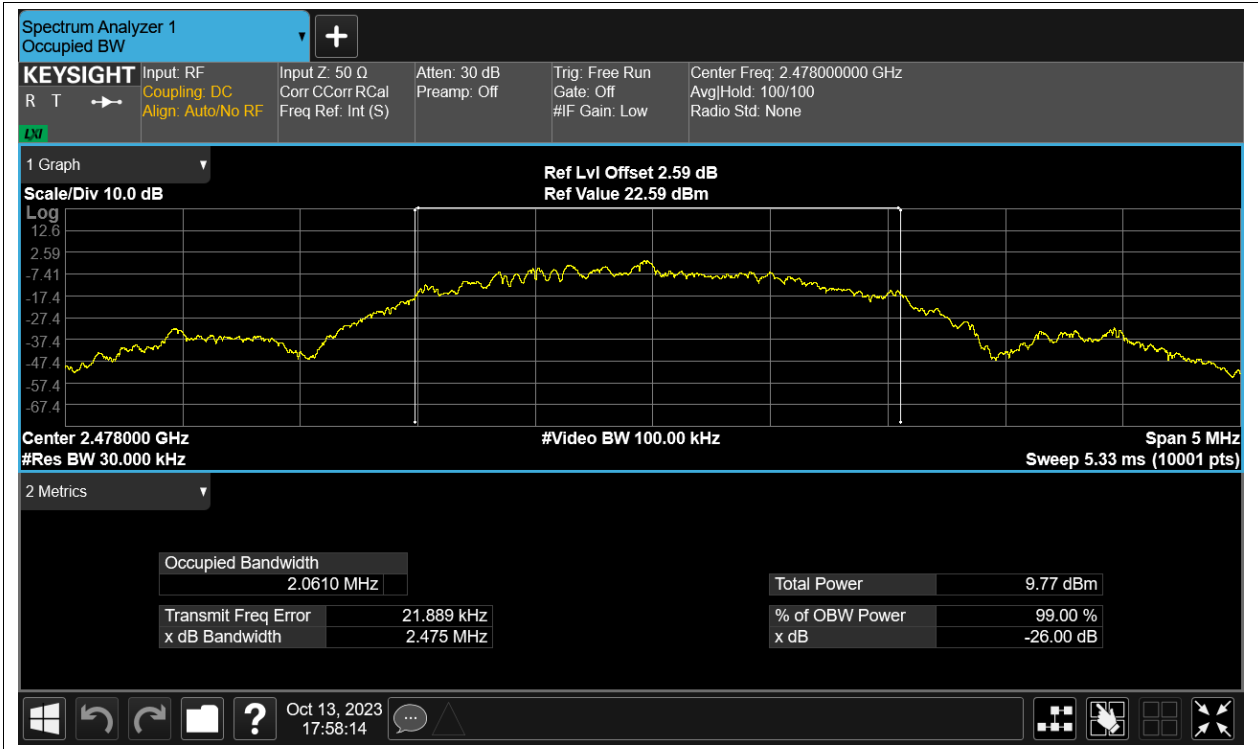 Spectrum Analyzer 1
Occupied BW
KEYSIGHT
R T
LXI
Input: RF
Coupling: DC
Align: Auto/No RF
Input Z: 50 Ω
Corr CCorr RCal
Freq Ref: Int (S)
Atten: 30 dB
Preamp: Off
Trig: Free Run
Gate: Off
#IF Gain: Low
Center Freq: 2.478000000 GHz
Avg|Hold: 100/100
Radio Std: None
1 Graph
Scale/Div 10.0 dB
Ref Lvl Offset 2.59 dB
Ref Value 22.59 dBm
Log
12.6
2.59
-7.41
-17.4
-27.4
-37.4
-47.4
-57.4
-67.4
Center 2.478000 GHz
#Res BW 30.000 kHz
#Video BW 100.00 kHz
Span 5 MHz
Sweep 5.33 ms (10001 pts)
2 Metrics
Occupied Bandwidth
2.0610 MHz
Transmit Freq Error 21.889 kHz
x dB Bandwidth 2.475 MHz
Total Power 9.77 dBm
% of OBW Power 99.00 %
x dB -26.00 dB
?
Oct 13, 2023
17:58:14